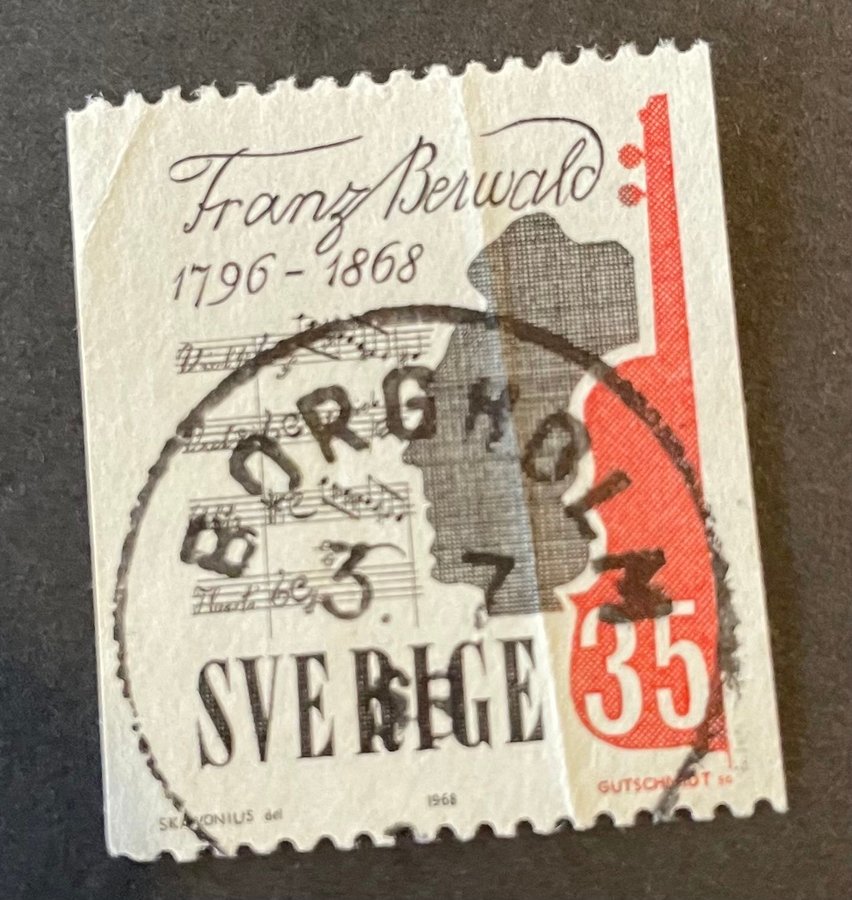 Franz Berwald
1796 - 1868
BORGHOLM
3. 7
SVERIGE
35
GUTSCHMIDT sc
SKAWONIUS del
1968